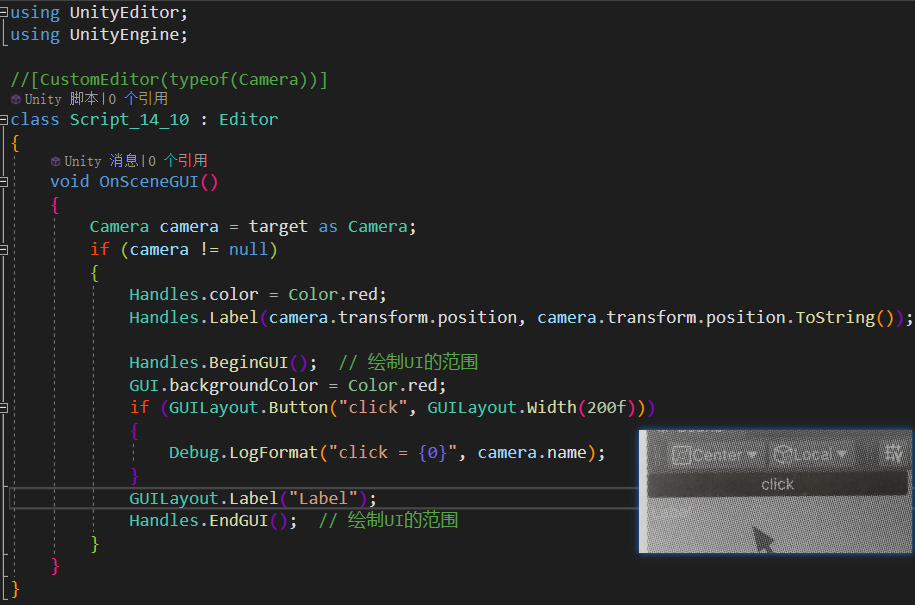 using UnityEditor;
using UnityEngine;
//[CustomEditor(typeof(Camera))]
Unity 脚本|0 个引用
class Script_14_10 : Editor
{
Unity 消息|0 个引用
void OnSceneGUI()
{
Camera camera = target as Camera;
if (camera != null)
{
Handles.color = Color.red;
Handles.Label(camera.transform.position, camera.transform.position.ToString());
Handles.BeginGUI();  // 绘制UI的范围
GUI.backgroundColor = Color.red;
if (GUILayout.Button("click", GUILayout.Width(200f)))
{
Debug.LogFormat("click = {0}", camera.name);
}
GUILayout.Label("Label");
Handles.EndGUI();  // 绘制UI的范围
}
}
}
Center Local
click
Label